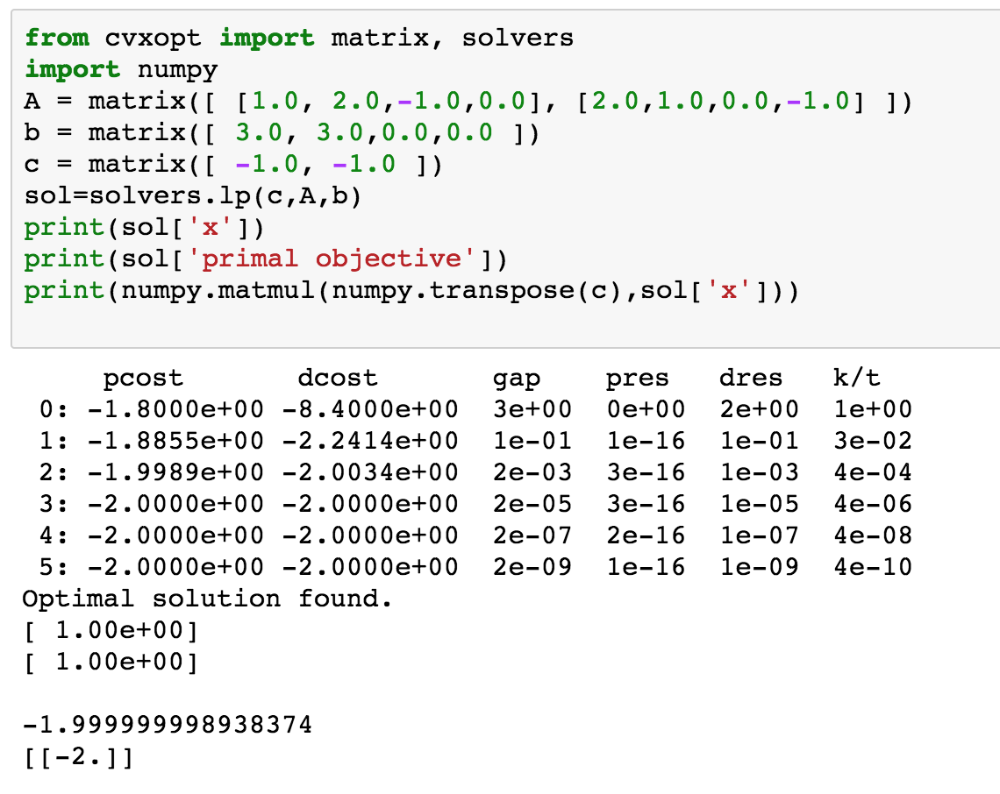 from cvxopt import matrix, solvers
import numpy
A = matrix([ [1.0, 2.0,-1.0,0.0], [2.0,1.0,0.0,-1.0] ])
b = matrix([ 3.0, 3.0,0.0,0.0 ])
c = matrix([ -1.0, -1.0 ])
sol=solvers.lp(c,A,b)
print(sol['x'])
print(sol['primal objective'])
print(numpy.matmul(numpy.transpose(c),sol['x']))
     pcost       dcost       gap    pres   dres   k/t
 0: -1.8000e+00 -8.4000e+00  3e+00  0e+00  2e+00  1e+00
 1: -1.8855e+00 -2.2414e+00  1e-01  1e-16  1e-01  3e-02
 2: -1.9989e+00 -2.0034e+00  2e-03  3e-16  1e-03  4e-04
 3: -2.0000e+00 -2.0000e+00  2e-05  3e-16  1e-05  4e-06
 4: -2.0000e+00 -2.0000e+00  2e-07  2e-16  1e-07  4e-08
 5: -2.0000e+00 -2.0000e+00  2e-09  1e-16  1e-09  4e-10
Optimal solution found.
[ 1.00e+00]
[ 1.00e+00]
-1.999999998938374
[[-2.]]